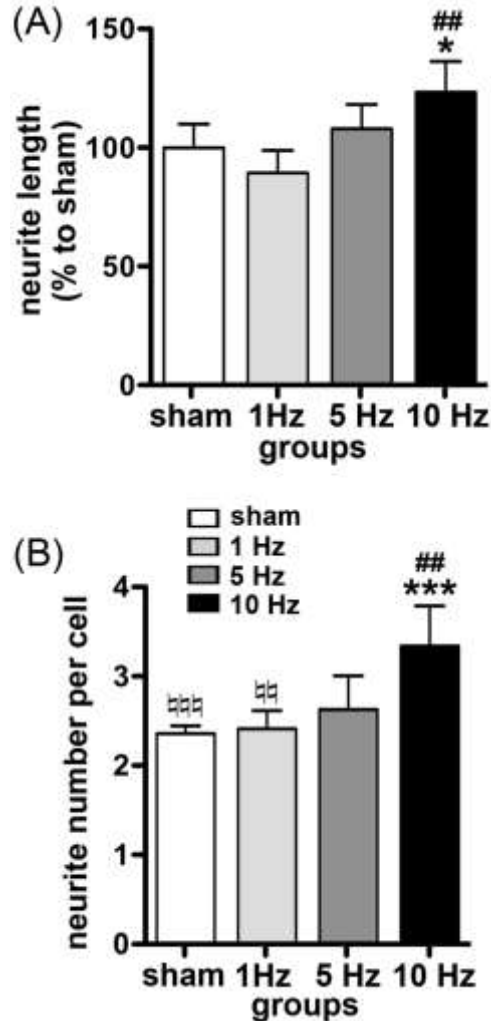 (A)
neurite length
(% to sham)
150
100
50
0
##
*
sham 1Hz 5 Hz 10 Hz
groups
(B)
sham
1 Hz
5 Hz
10 Hz
neurite number per cell
4
3
2
1
0
♮♮♮
♮♮
##
***
sham 1Hz 5 Hz 10 Hz
groups